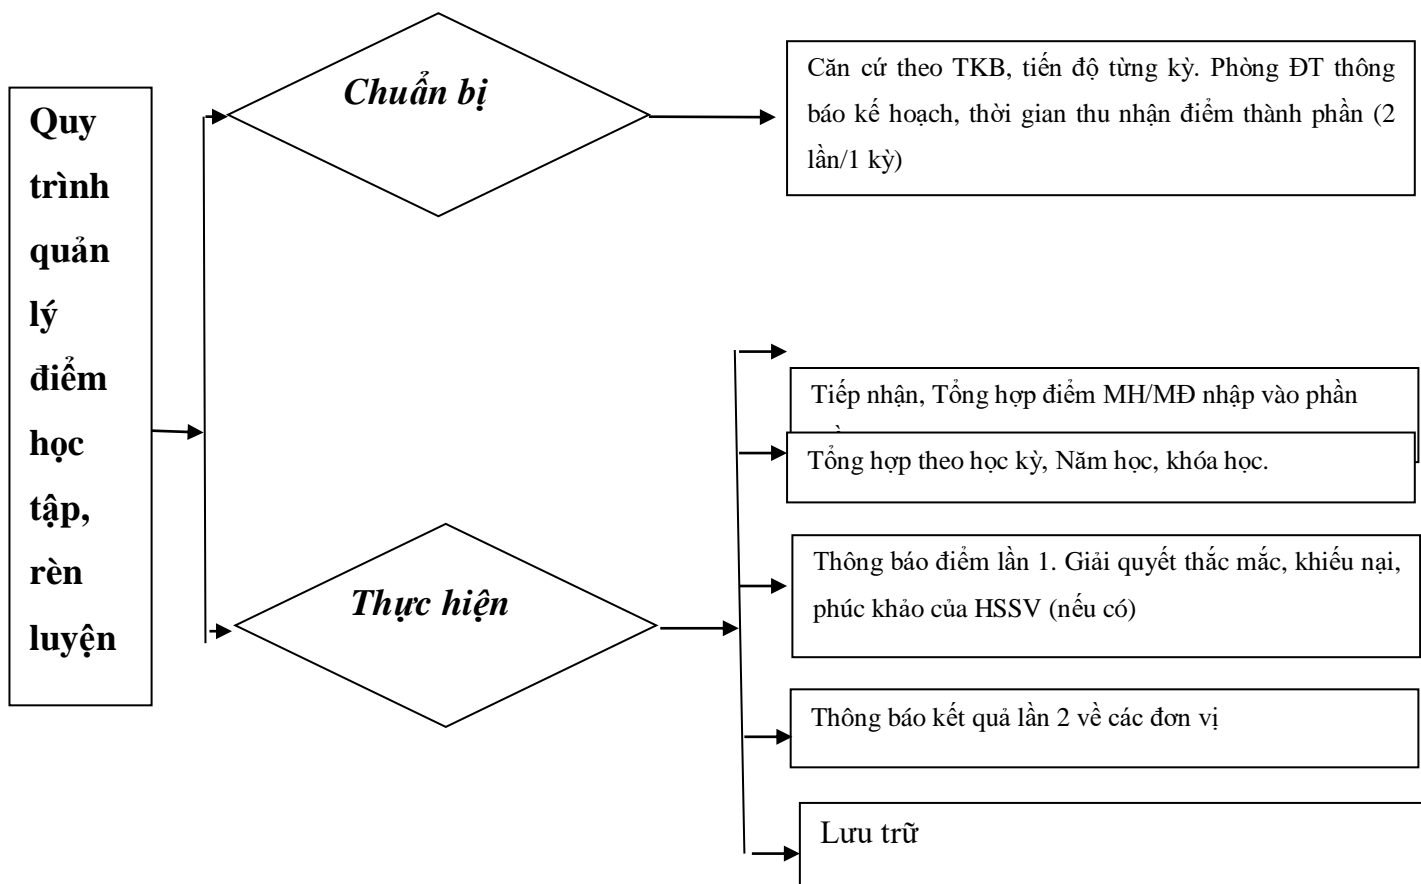 Quy
trình
quản
lý
điểm
học
tập,
rèn
luyện
Chuẩn bị
Căn cứ theo TKB, tiến độ từng kỳ. Phòng ĐT thông
báo kế hoạch, thời gian thu nhận điểm thành phần (2
lần/1 kỳ)
Thực hiện
Tiếp nhận, Tổng hợp điểm MH/MĐ nhập vào phần
Tổng hợp theo học kỳ, Năm học, khóa học.
Thông báo điểm lần 1. Giải quyết thắc mắc, khiếu nại,
phúc khảo của HSSV (nếu có)
Thông báo kết quả lần 2 về các đơn vị
Lưu trữ